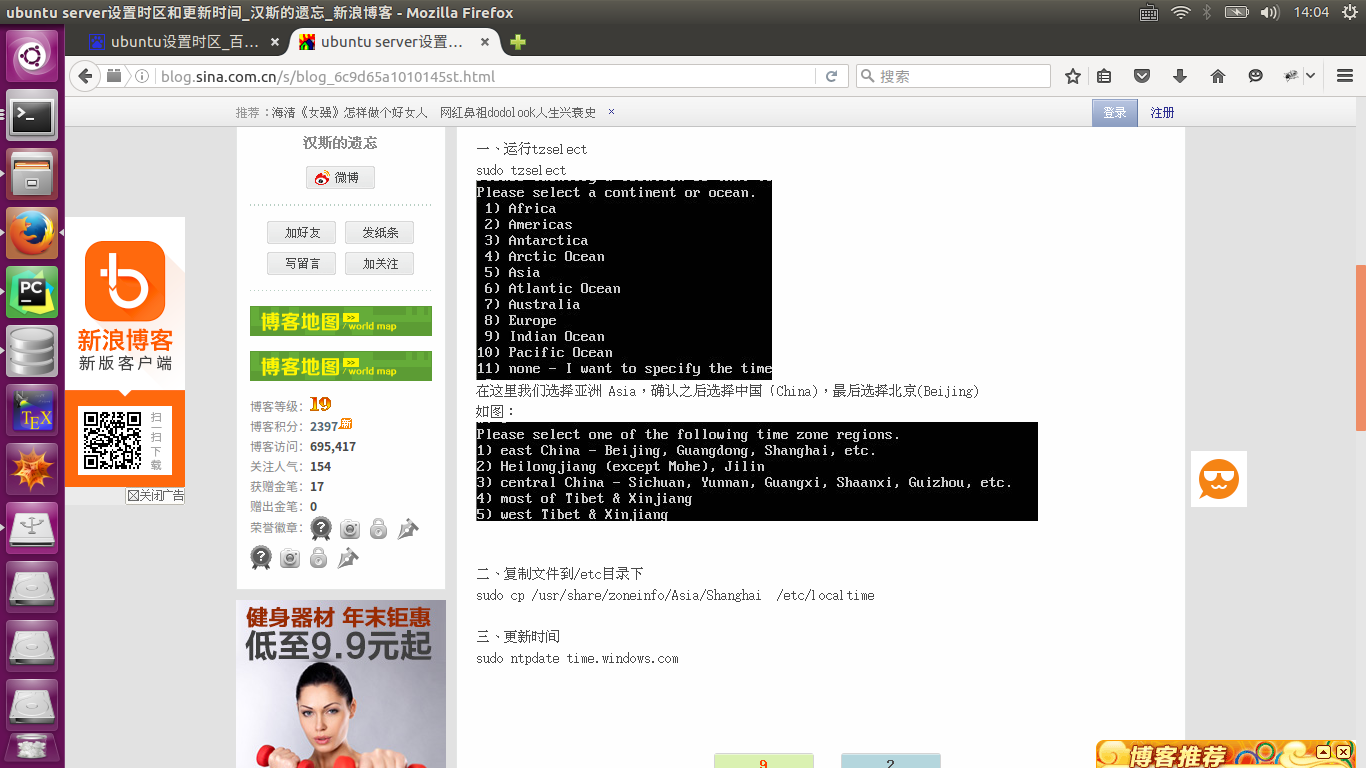 ubuntu server设置时区和更新时间_汉斯的遗忘_新浪博客 - Mozilla Firefox
14:04
ubuntu设置时区_百...
ubuntu server设置...
blog.sina.com.cn/s/blog_6c9d65a1010145st.html
搜索
推荐:海清《女强》怎样做个好女人 网红鼻祖dodolook人生兴衰史 ×
登录
注册
汉斯的遗忘
微博
加好友
发纸条
写留言
加关注
博客地图 >> /world map
博客地图 >> /world map
博客等级: 19
博客积分: 2397 新
博客访问: 695,417
关注人气: 154
获赠金笔: 17
赠出金笔: 0
荣誉徽章:
健身器材 年末钜惠
低至9.9元起
新浪博客
新版客户端
扫一扫下载
关闭广告
PC
TEX
一、运行tzselect
sudo tzselect
Please select a continent or ocean.
1) Africa
2) Americas
3) Antarctica
4) Arctic Ocean
5) Asia
6) Atlantic Ocean
7) Australia
8) Europe
9) Indian Ocean
10) Pacific Ocean
11) none - I want to specify the time
在这里我们选择亚洲 Asia,确认之后选择中国 (China),最后选择北京(Beijing)
如图:
Please select one of the following time zone regions.
1) east China - Beijing, Guangdong, Shanghai, etc.
2) Heilongjiang (except Mohe), Jilin
3) central China - Sichuan, Yunnan, Guangxi, Shaanxi, Guizhou, etc.
4) most of Tibet & Xinjiang
5) west Tibet & Xinjiang
二、复制文件到/etc目录下
sudo cp /usr/share/zoneinfo/Asia/Shanghai /etc/localtime
三、更新时间
sudo ntpdate time.windows.com
9
2
博客推荐